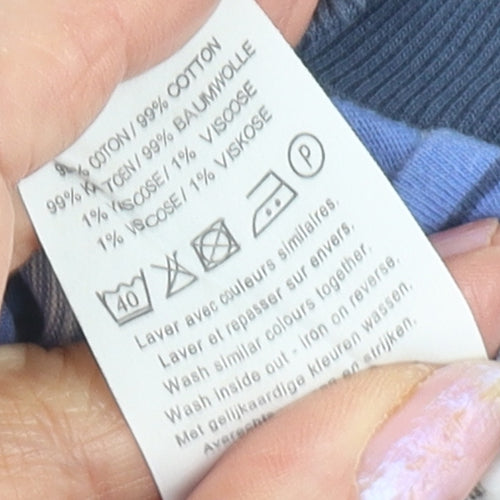 COTON / 99% COTTON
99% / 99% BAUMWOLLE
1% VISCOSE / 1% VISCOSE
1% VISCOSE / 1% VISKOSE
40 P
Laver avec couleurs similaires.
Laver et repasser sur envers.
Wash similar colours together.
Wash inside out - iron on reverse.
Met gelijkaardige kleuren wassen.
en strijken.